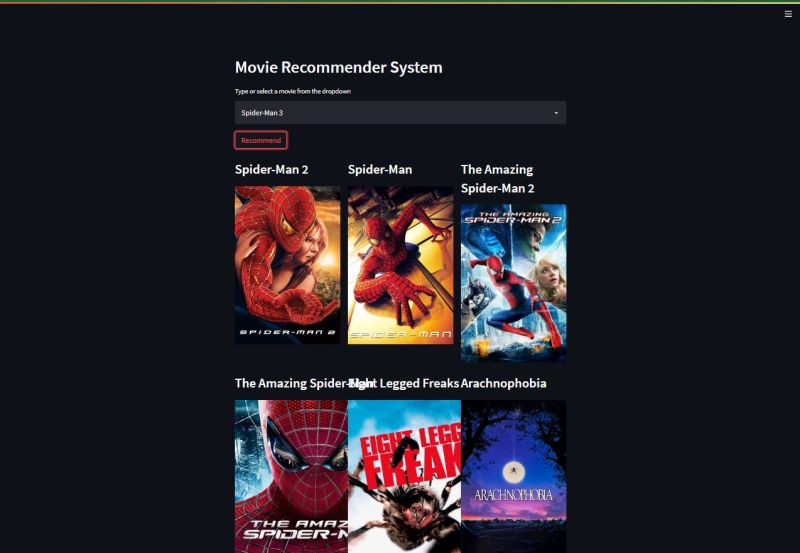 Movie Recommender System
Type or select a movie from the dropdown
Spider-Man 3
Recommend
Spider-Man 2
Spider-Man
The Amazing
Spider-Man 2
SPIDER-MAN 2
SPIDER-MAN
THE AMAZING
SPIDER-MAN 2
The Amazing Spider-Man
Eight Legged Freaks
Arachnophobia
THE AMAZ
SPIDER-M
EIGHT LEGG
FREAK
ARACHNOPHOBIA